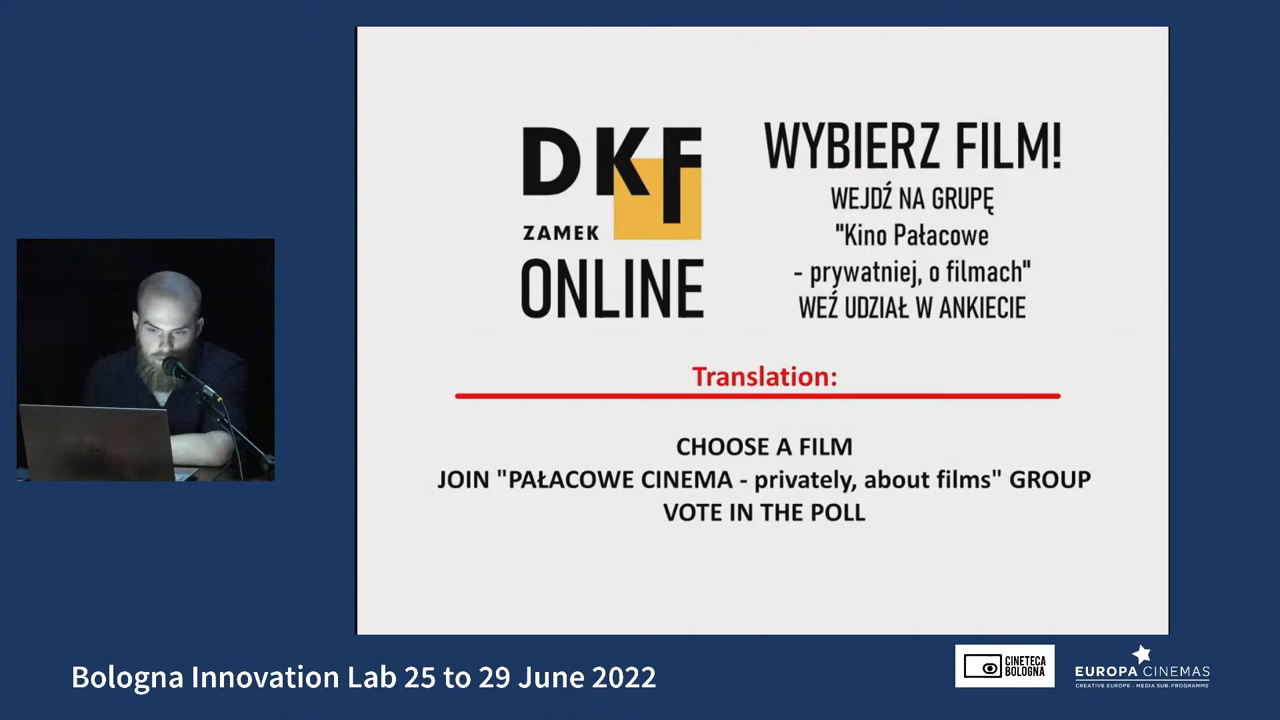 DKF
ZAMEK
ONLINE
WYBIERZ FILM!
WEJDŹ NA GRUPĘ
"Kino Pałacowe
- prywatniej, o filmach"
WEŹ UDZIAŁ W ANKIECIE
Translation:
CHOOSE A FILM
JOIN "PAŁACOWE CINEMA - privately, about films" GROUP
VOTE IN THE POLL
Bologna Innovation Lab 25 to 29 June 2022
CINETECA
BOLOGNA
EUROPA CINEMAS
CREATIVE EUROPE - MEDIA SUB-PROGRAMME